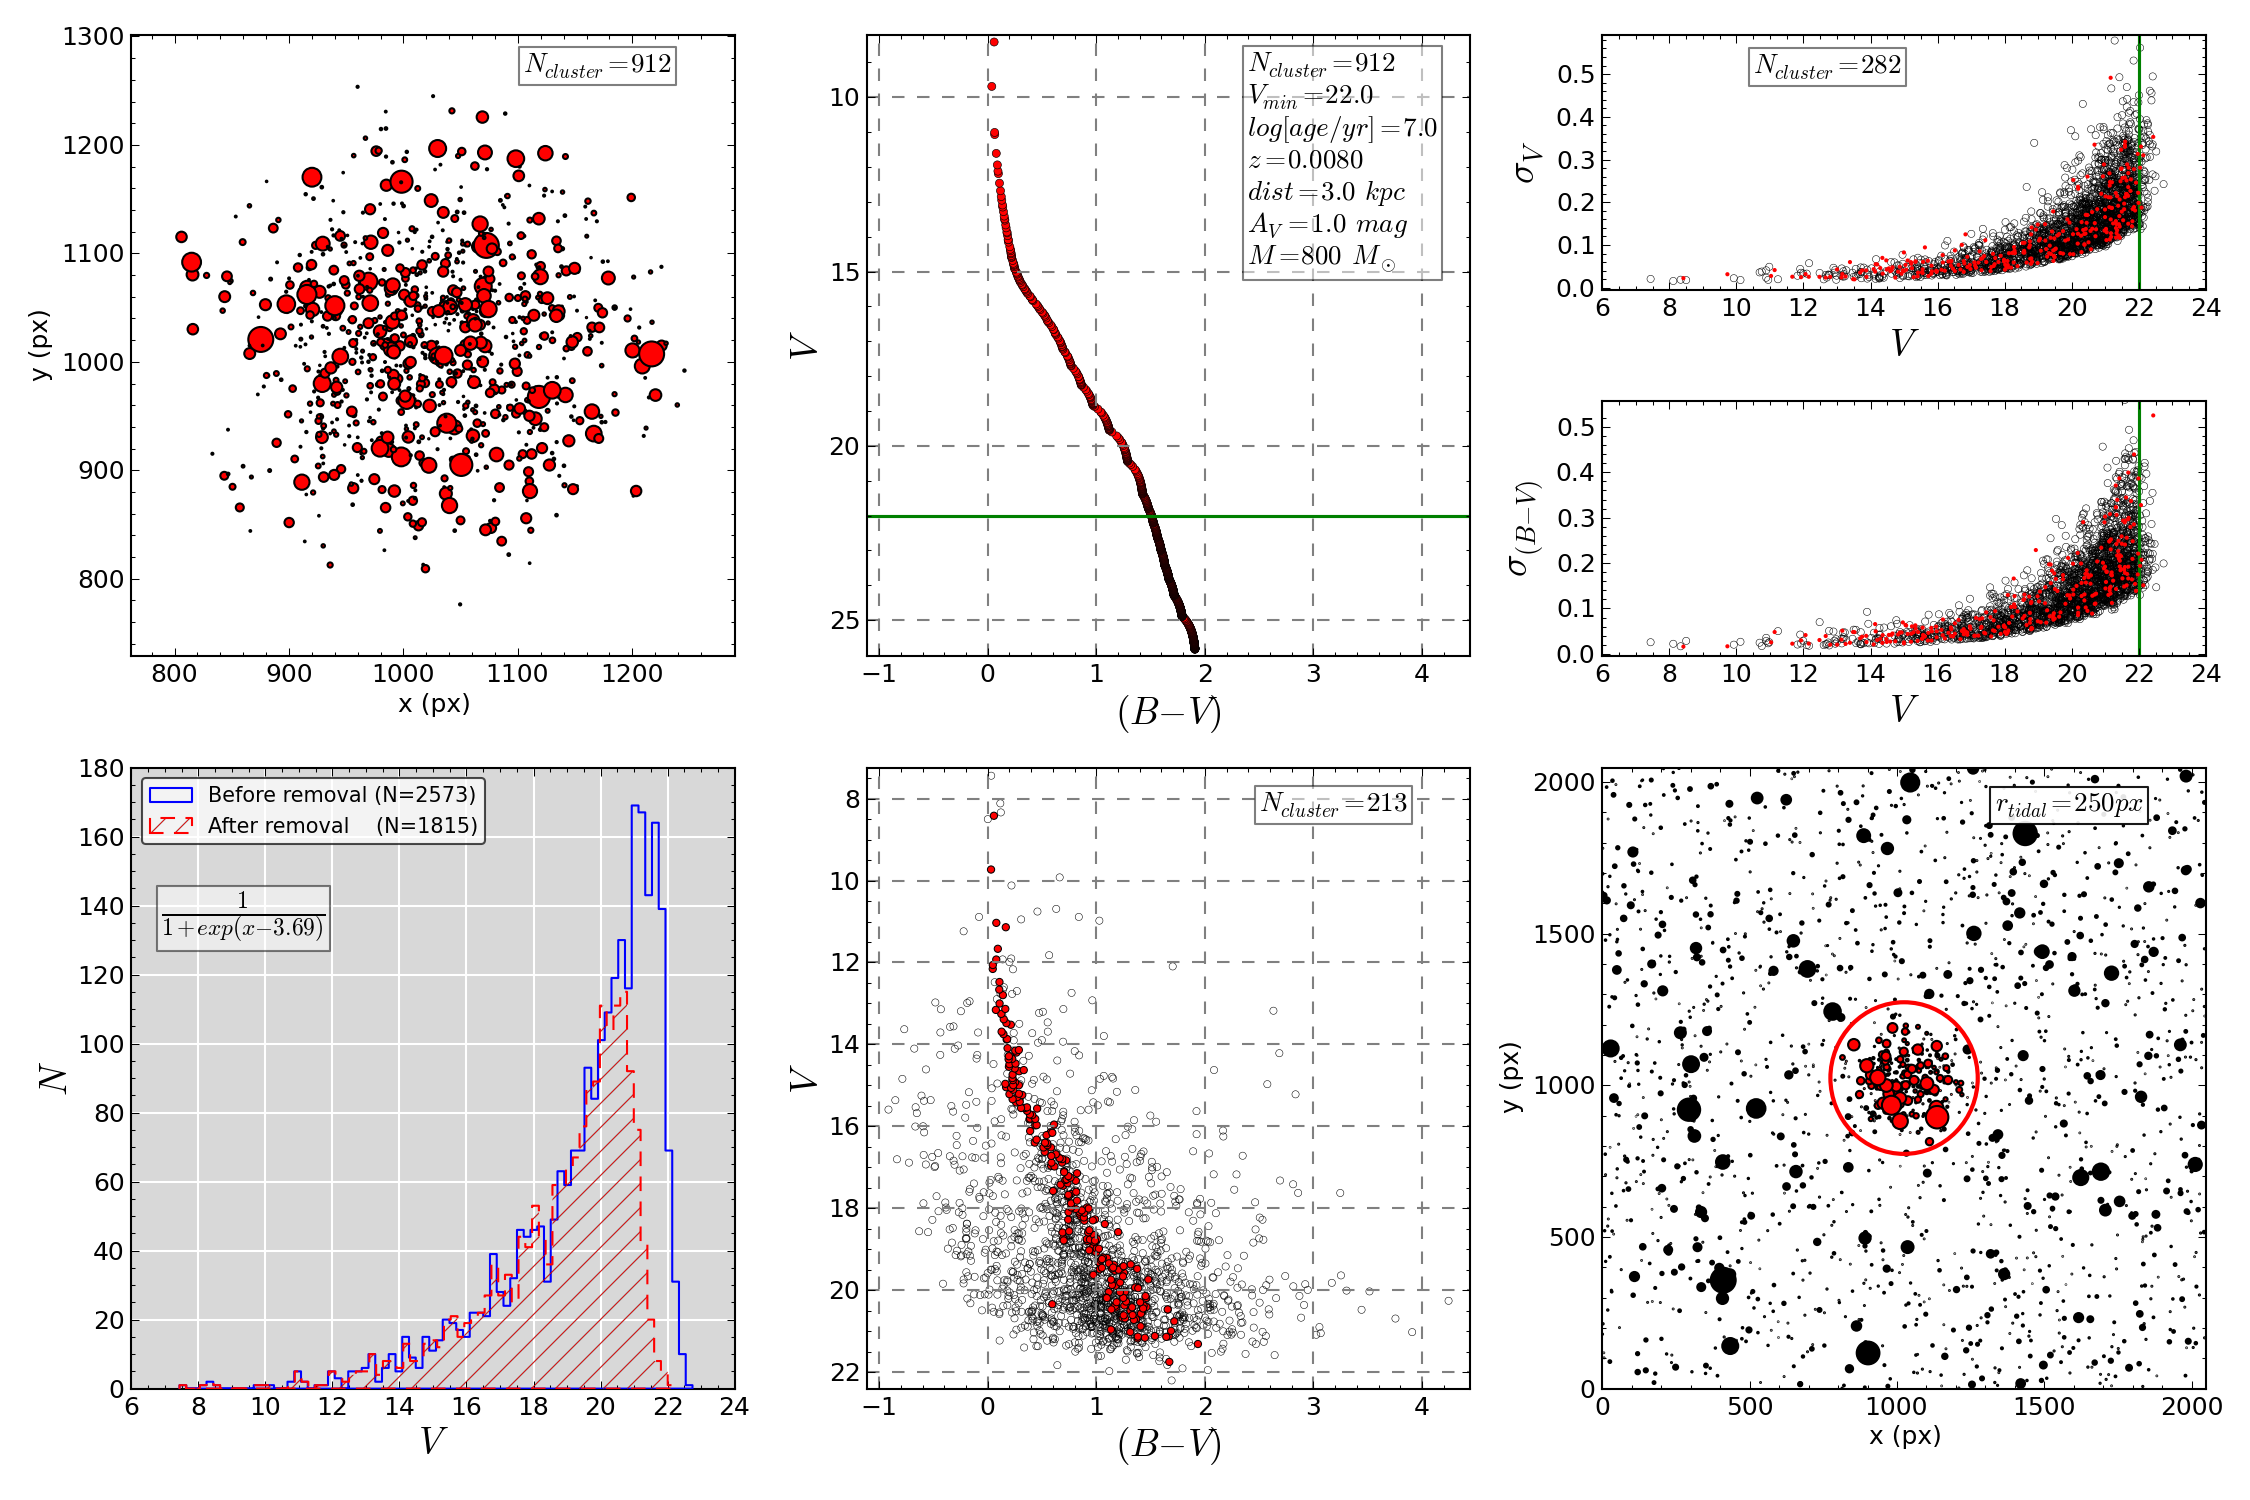 N_cluster=912
1300
1200
1100
1000
900
800
y (px)
800 900 1000 1100 1200
x (px)
N_cluster=912
V_min=22.0
log[age/yr]=7.0
z=0.0080
dist=3.0 kpc
A_V=1.0 mag
M=800 M_⊙
10
15
20
25
V
−1 0 1 2 3 4
(B−V)
N_cluster=282
0.5
0.4
0.3
0.2
0.1
0.0
σ_V
6 8 10 12 14 16 18 20 22 24
V
0.5
0.4
0.3
0.2
0.1
0.0
σ_(B−V)
6 8 10 12 14 16 18 20 22 24
V
Before removal (N=2573)
After removal (N=1815)
1
1+exp(x−3.69)
180
160
140
120
100
80
60
40
20
0
N
6 8 10 12 14 16 18 20 22 24
V
N_cluster=213
8
10
12
14
16
18
20
22
V
−1 0 1 2 3 4
(B−V)
r_tidal=250px
2000
1500
1000
500
0
y (px)
0 500 1000 1500 2000
x (px)